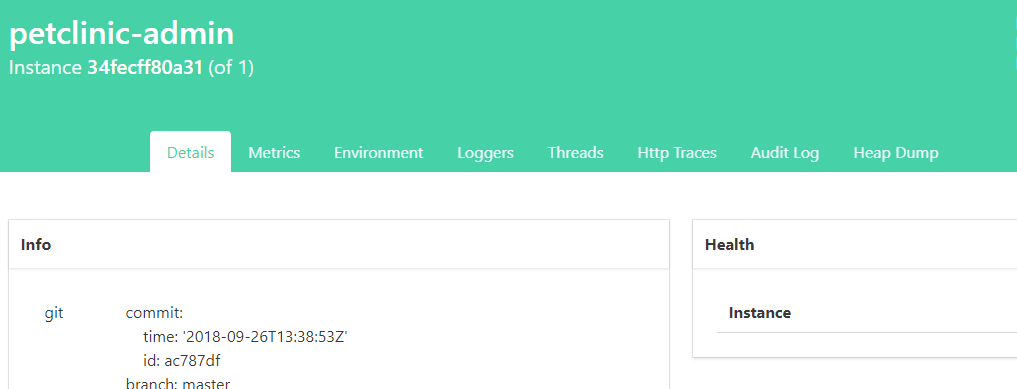 petclinic-admin
Instance 34fecff80a31 (of 1)
Details Metrics Environment Loggers Threads Http Traces Audit Log Heap Dump
Info
Health
git commit:
time: '2018-09-26T13:38:53Z'
id: ac787df
branch: master
Instance